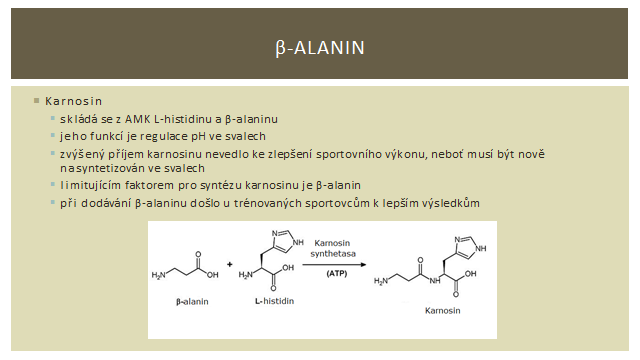 β-ALANIN
Karnosin
skládá se z AMK L-histidinu a β-alaninu
jeho funkcí je regulace pH ve svalech
zvýšený příjem karnosinu nevedlo ke zlepšení sportovního výkonu, neboť musí být nově
nasyntetizován ve svalech
limitujícím faktorem pro syntézu karnosinu je β-alanin
při dodávání β-alaninu došlo u trénovaných sportovcům k lepším výsledkům
H₂N O OH
+
H₂N N NH OH O
Karnosin
synthetasa
(ATP)
H₂N O NH N NH OH O
β-alanin
L-histidin
Karnosin